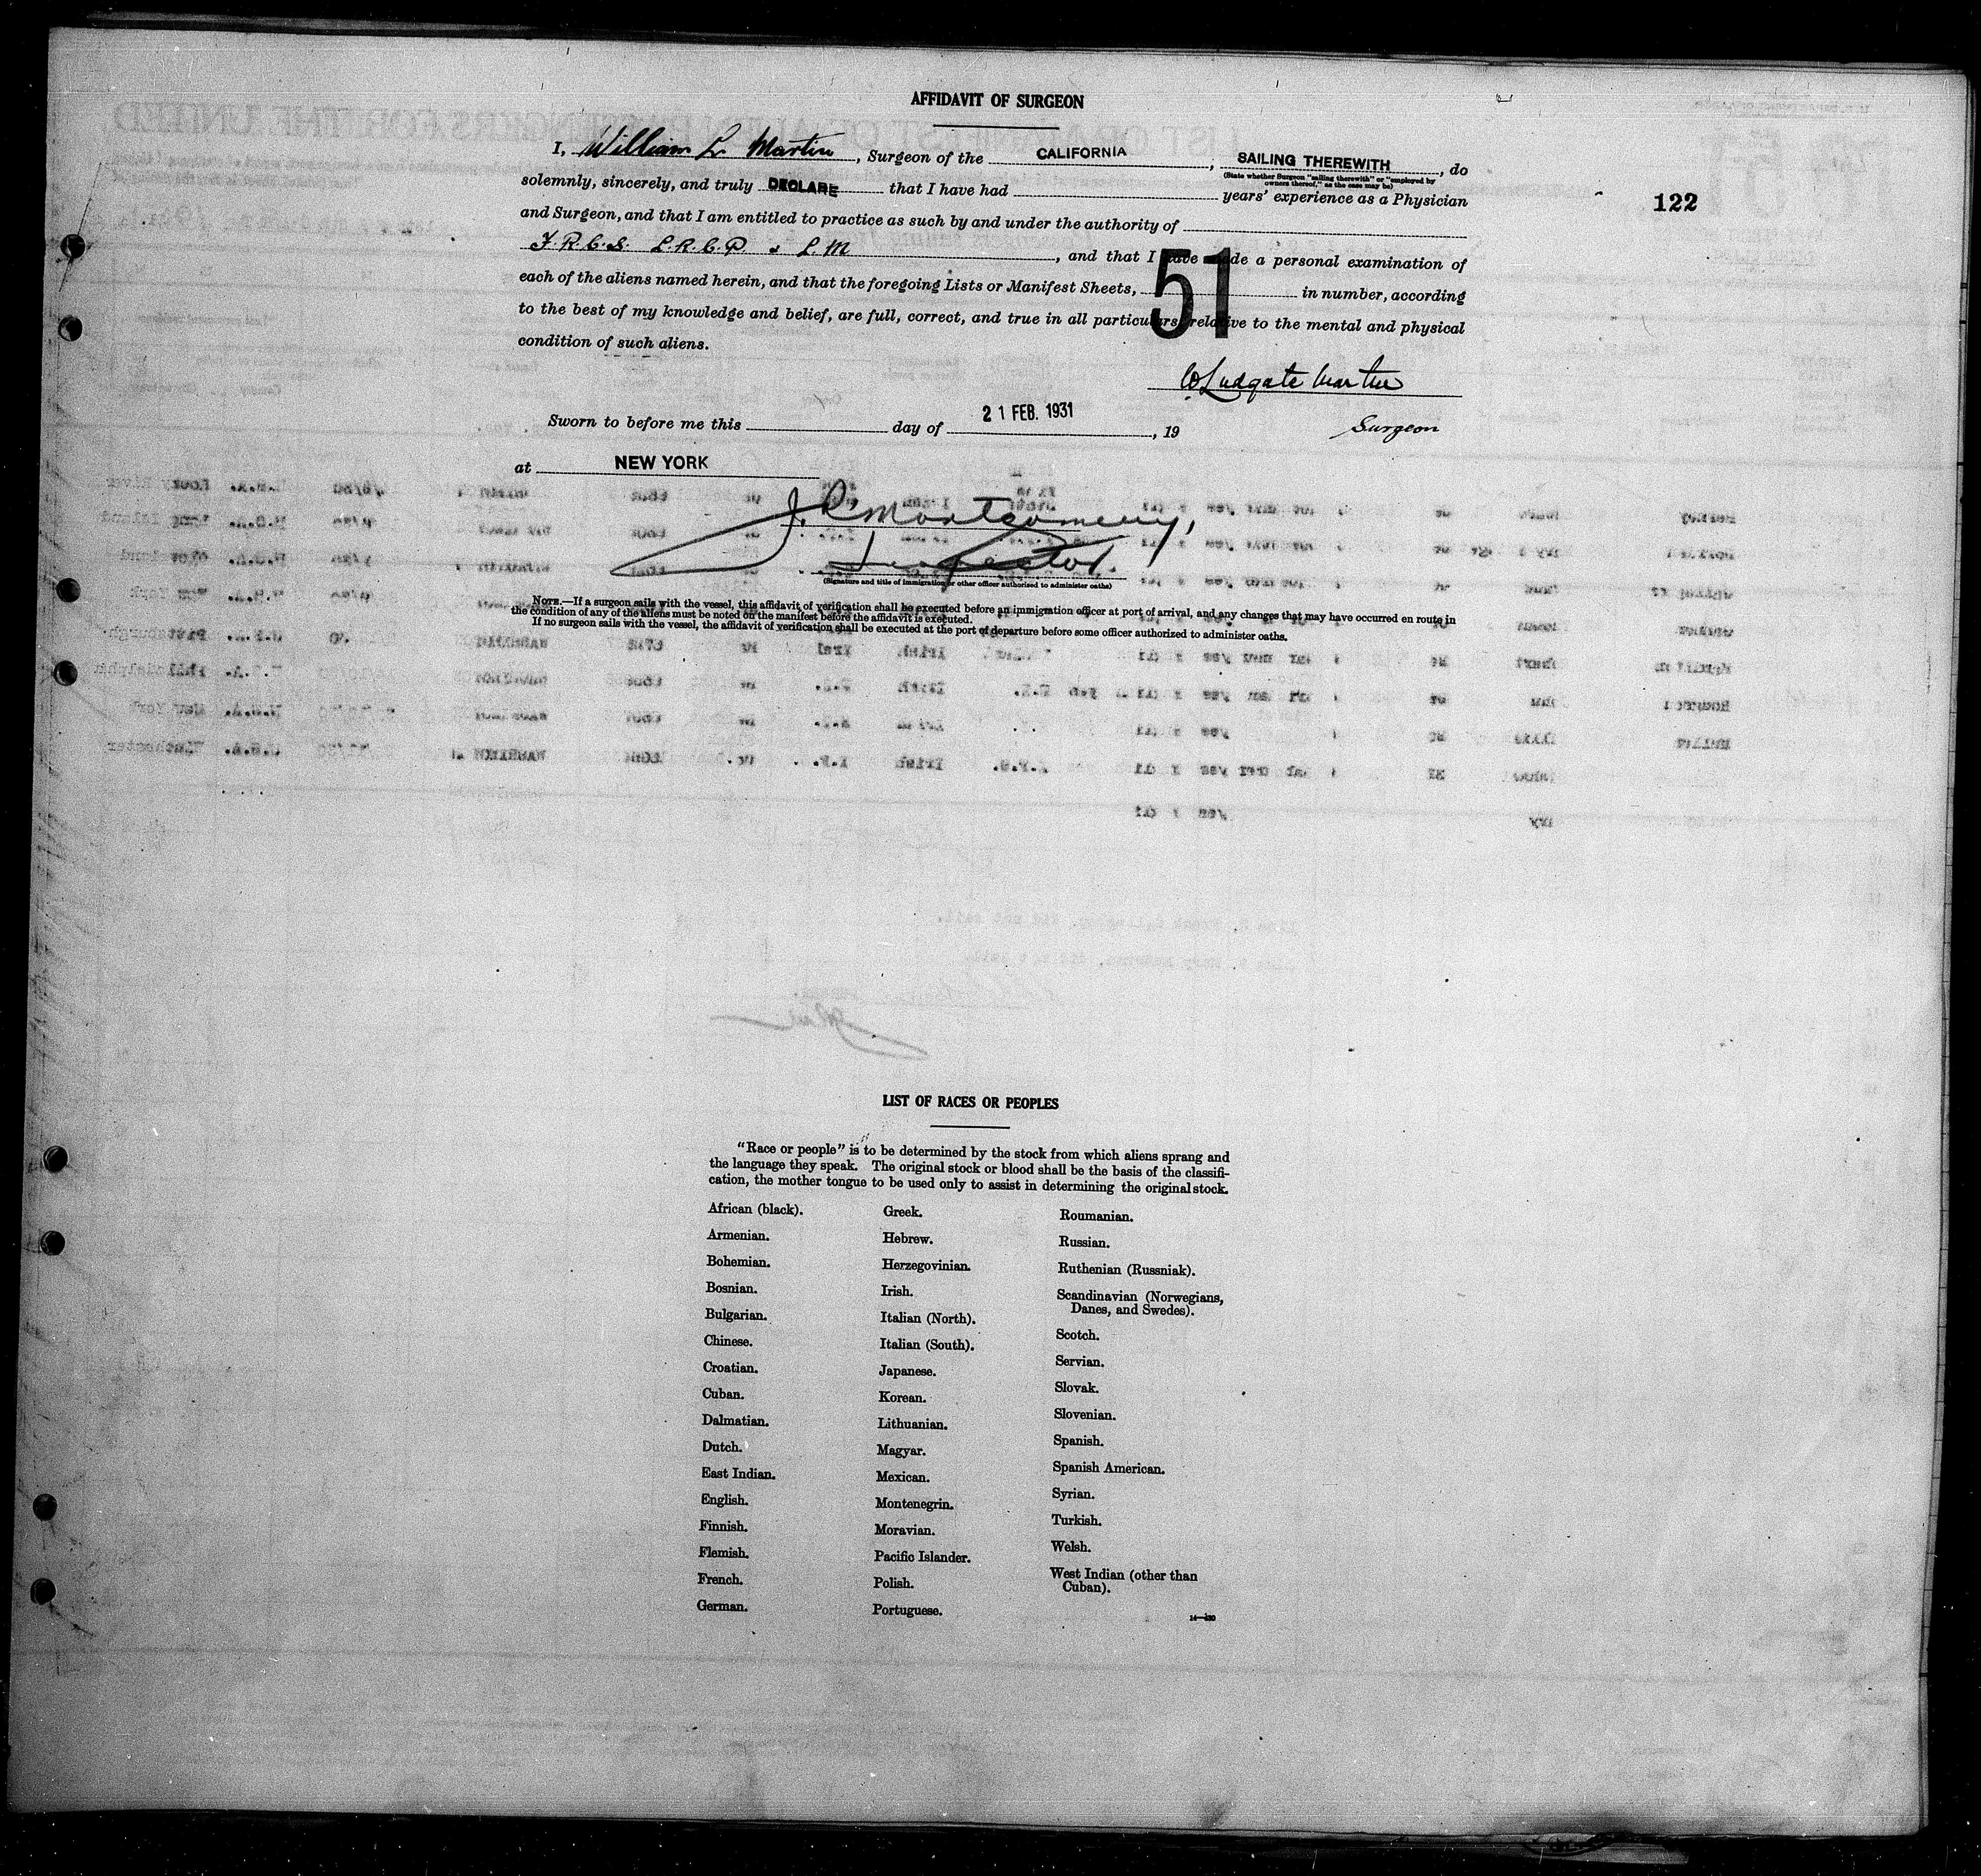 AFFIDAVIT OF SURGEON
I, William L. Martin, Surgeon of the CALIFORNIA, SAILING THEREWITH, do
(State whether Surgeon "sailing therewith" or "employed by
owners thereof," as the case may be)
solemnly, sincerely, and truly DECLARE that I have had years' experience as a Physician
122
and Surgeon, and that I am entitled to practice as such by and under the authority of
F.R.C.S. L.R.C.P. & L.M, and that I have made a personal examination of
each of the aliens named herein, and that the foregoing Lists or Manifest Sheets, 51 in number, according
to the best of my knowledge and belief, are full, correct, and true in all particulars relative to the mental and physical
condition of such aliens.
W Ludgate Martin
Surgeon
Sworn to before me this day of 21 FEB. 1931, 19
at NEW YORK
J. P. Montgomery,
Inspector.
(Signature and title of immigration or other officer authorized to administer oaths)
NOTE.—If a surgeon sails with the vessel, this affidavit of verification shall be executed before an immigration officer at port of arrival, and any changes that may have occurred en route in
the condition of any of the aliens must be noted on the manifest before the affidavit is executed.
If no surgeon sails with the vessel, the affidavit of verification shall be executed at the port of departure before some officer authorized to administer oaths.
LIST OF RACES OR PEOPLES
"Race or people" is to be determined by the stock from which aliens sprang and
the language they speak. The original stock or blood shall be the basis of the classifi-
cation, the mother tongue to be used only to assist in determining the original stock.
African (black).
Armenian.
Bohemian.
Bosnian.
Bulgarian.
Chinese.
Croatian.
Cuban.
Dalmatian.
Dutch.
East Indian.
English.
Finnish.
Flemish.
French.
German.
Greek.
Hebrew.
Herzegovinian.
Irish.
Italian (North).
Italian (South).
Japanese.
Korean.
Lithuanian.
Magyar.
Mexican.
Montenegrin.
Moravian.
Pacific Islander.
Polish.
Portuguese.
Roumanian.
Russian.
Ruthenian (Russniak).
Scandinavian (Norwegians,
Danes, and Swedes).
Scotch.
Servian.
Slovak.
Slovenian.
Spanish.
Spanish American.
Syrian.
Turkish.
Welsh.
West Indian (other than
Cuban).